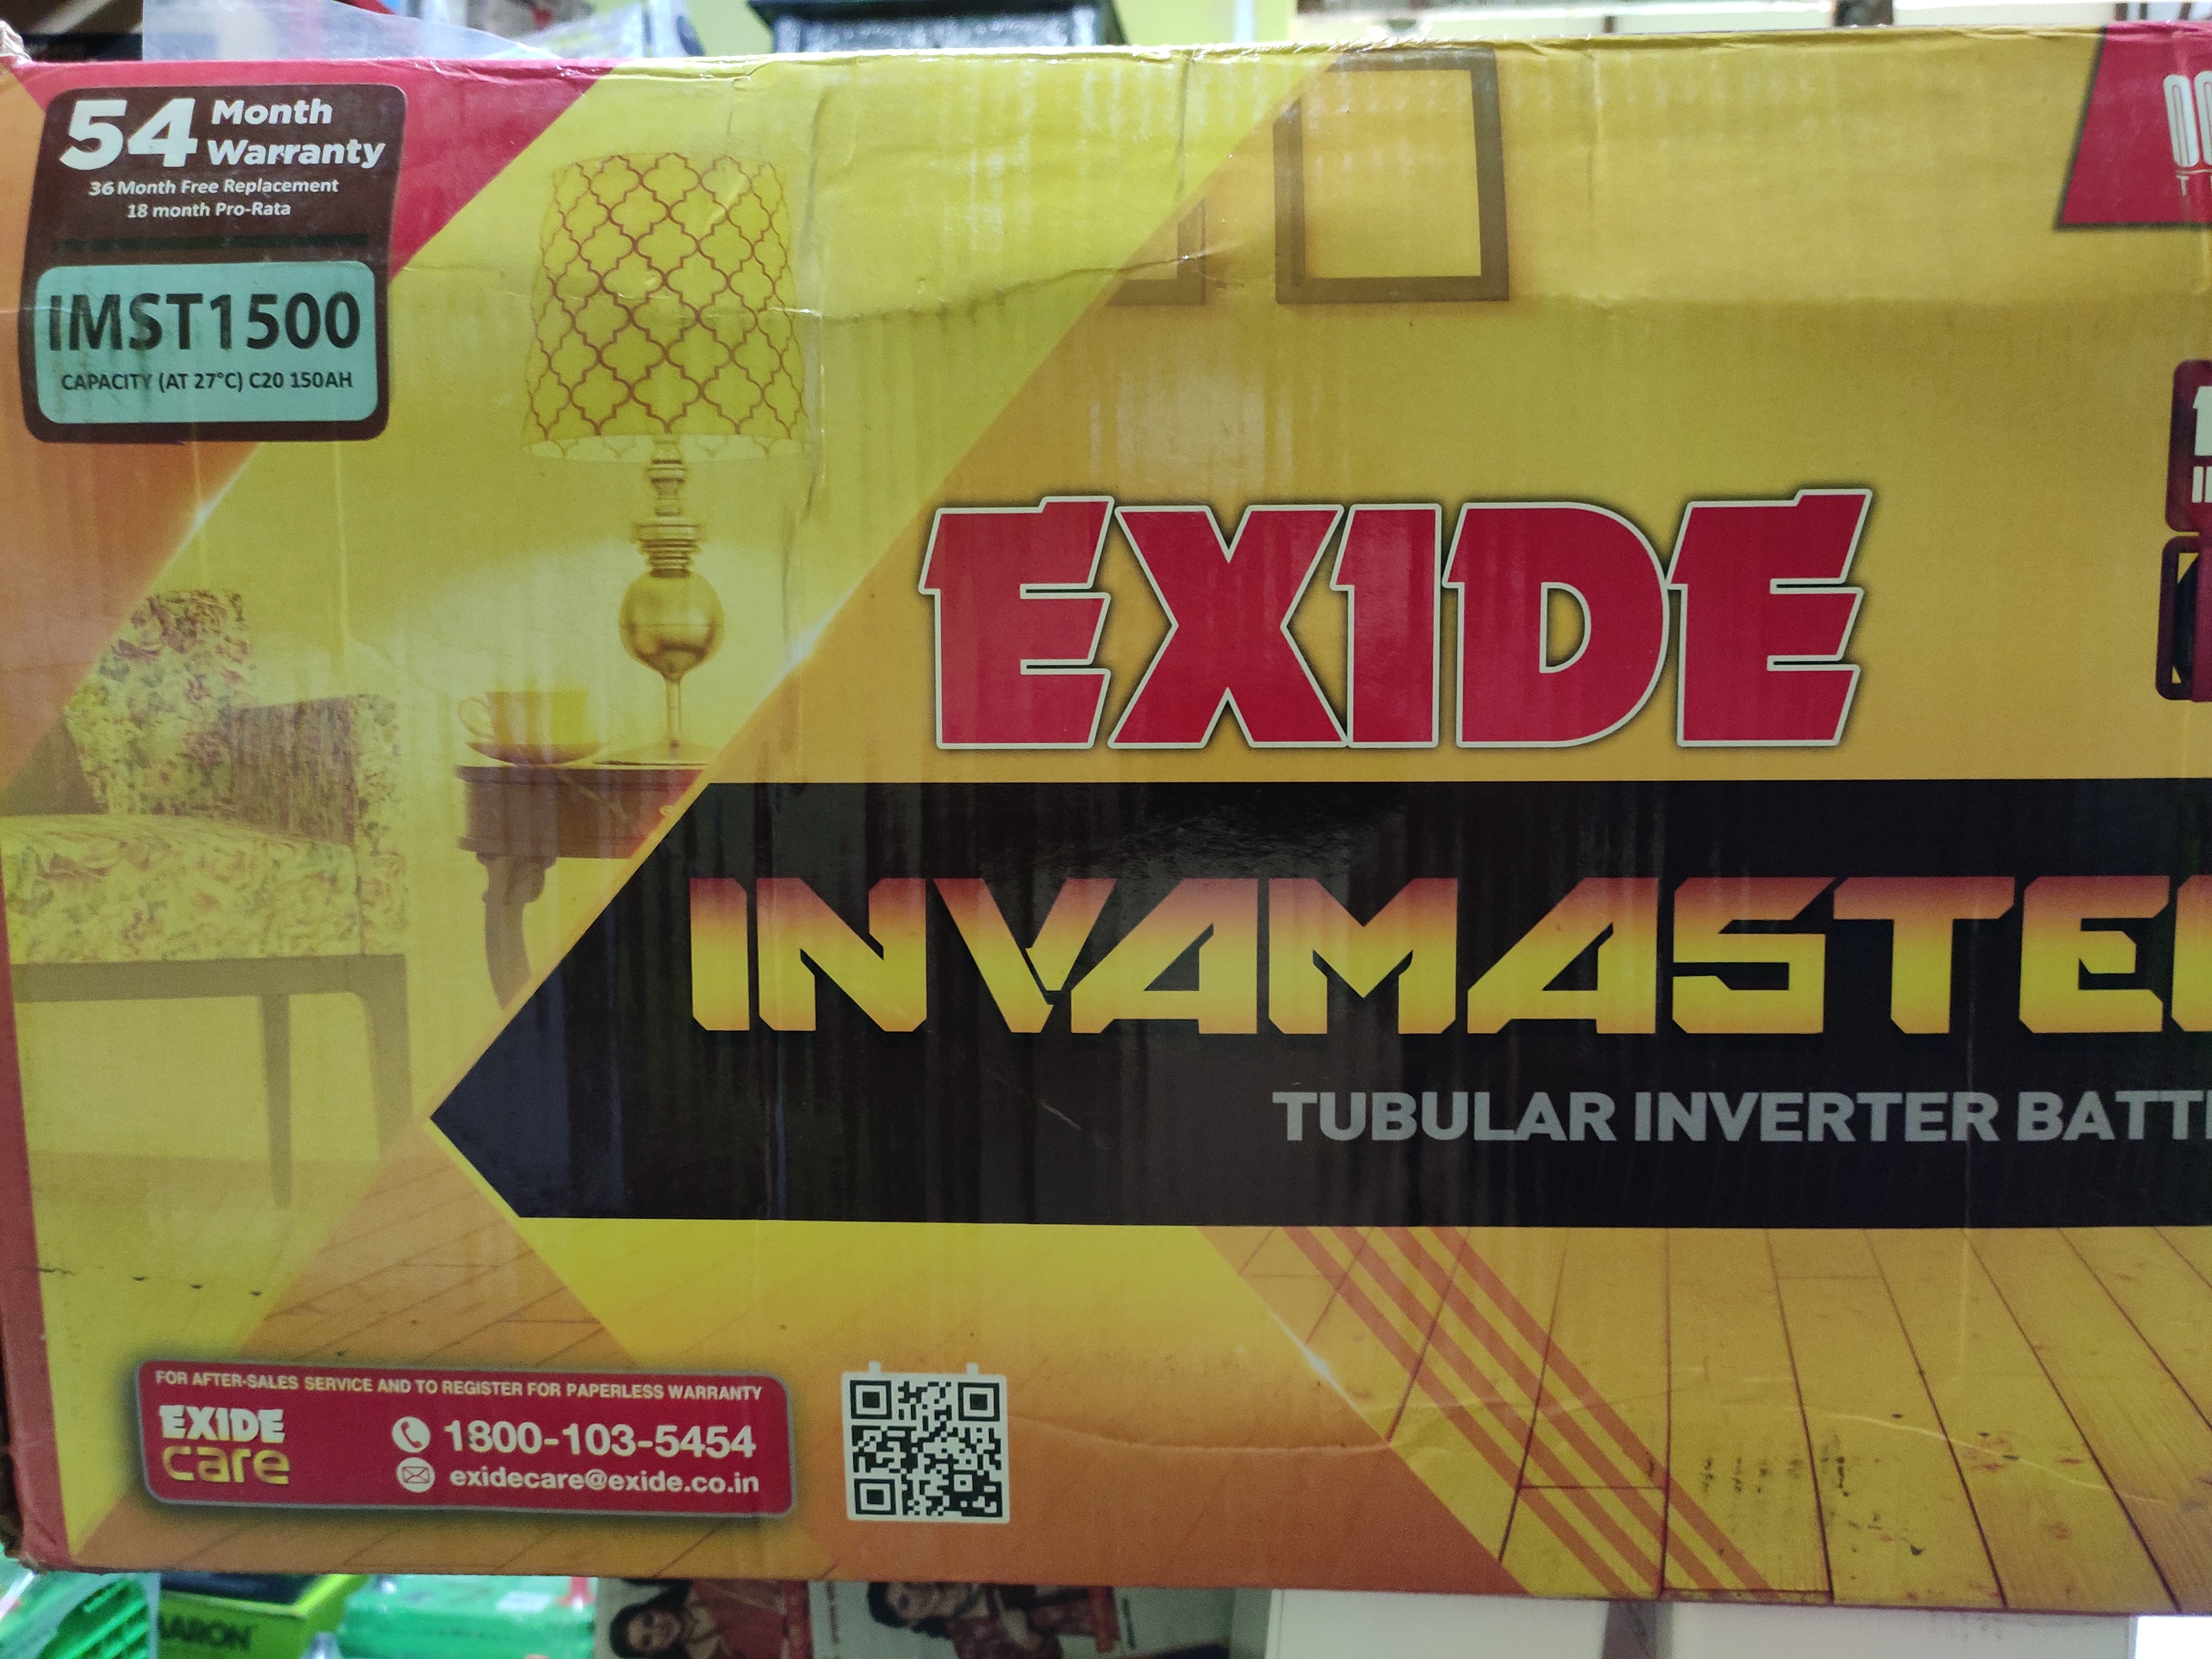 54 Month
Warranty
36 Month Free Replacement
18 month Pro-Rata
IMST1500
CAPACITY (AT 27°C) C20 150AH
EXIDE
INVAMASTER
TUBULAR INVERTER BATT
FOR AFTER-SALES SERVICE AND TO REGISTER FOR PAPERLESS WARRANTY
EXIDE
care
1800-103-5454
exidecare@exide.co.in
ARON